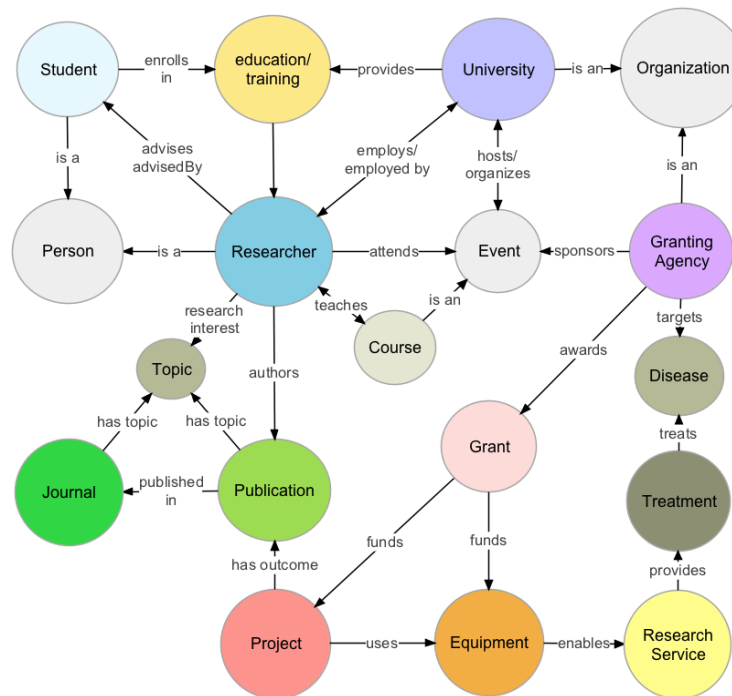 Student
enrolls
in
education/
training
provides
University
is an
Organization
advises
advisedBy
employs/
employed by
hosts/
organizes
is a
is an
Person
is a
Researcher
attends
Event
sponsors
Granting
Agency
research
interest
teaches
is an
targets
Topic
authors
Course
awards
Disease
has topic
has topic
Grant
treats
Journal
published
in
Publication
Treatment
funds
funds
has outcome
provides
Project
uses
Equipment
enables
Research
Service